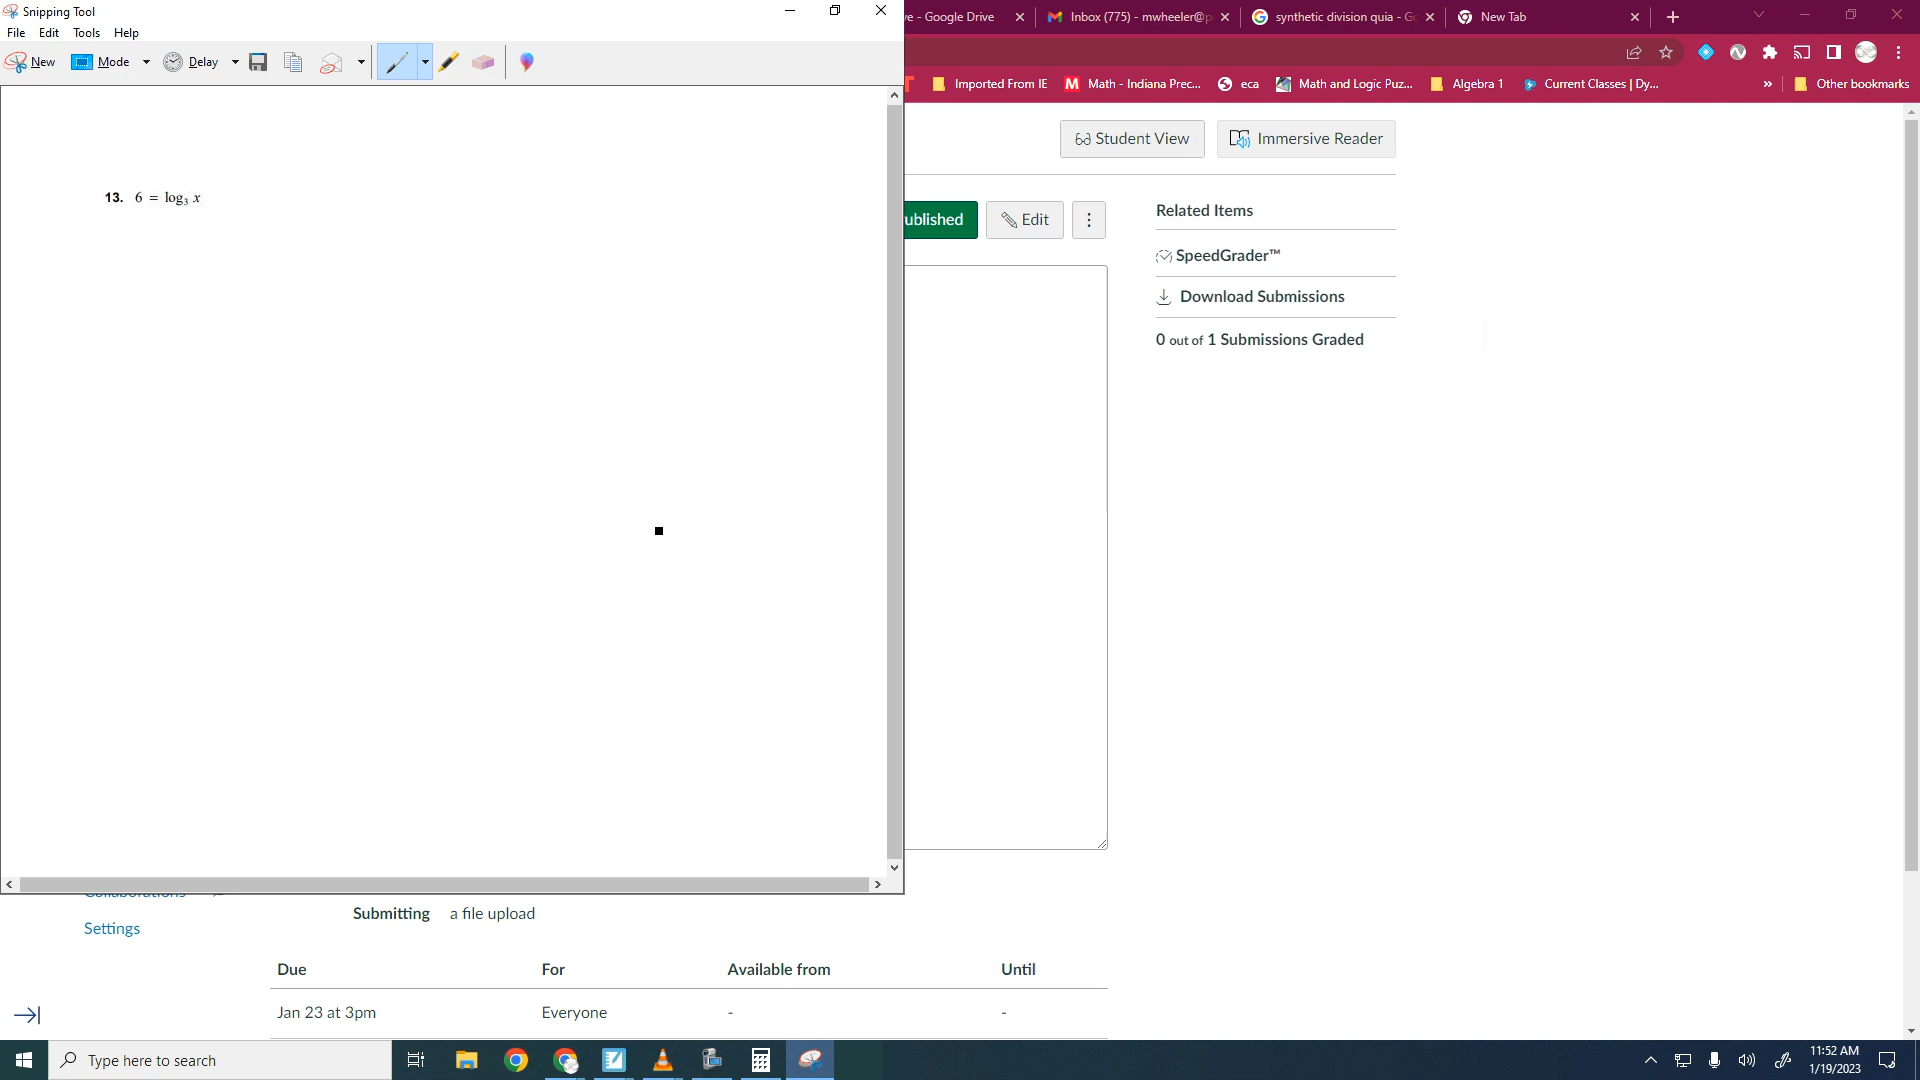 Snipping Tool
ve - Google Drive
Inbox (775) - mwheeler@p
synthetic division quia - Go
New Tab
File Edit Tools Help
New Mode Delay
Imported From IE
Math - Indiana Prec...
eca
Math and Logic Puz...
Algebra 1
Current Classes | Dy...
»
Other bookmarks
Student View
Immersive Reader
13. 6 = log₃ x
ublished
Edit
Related Items
SpeedGrader™
Download Submissions
0 out of 1 Submissions Graded
Collaborations
Settings
Submitting a file upload
Due For Available from Until
Jan 23 at 3pm Everyone - -
Type here to search
11:52 AM
1/19/2023